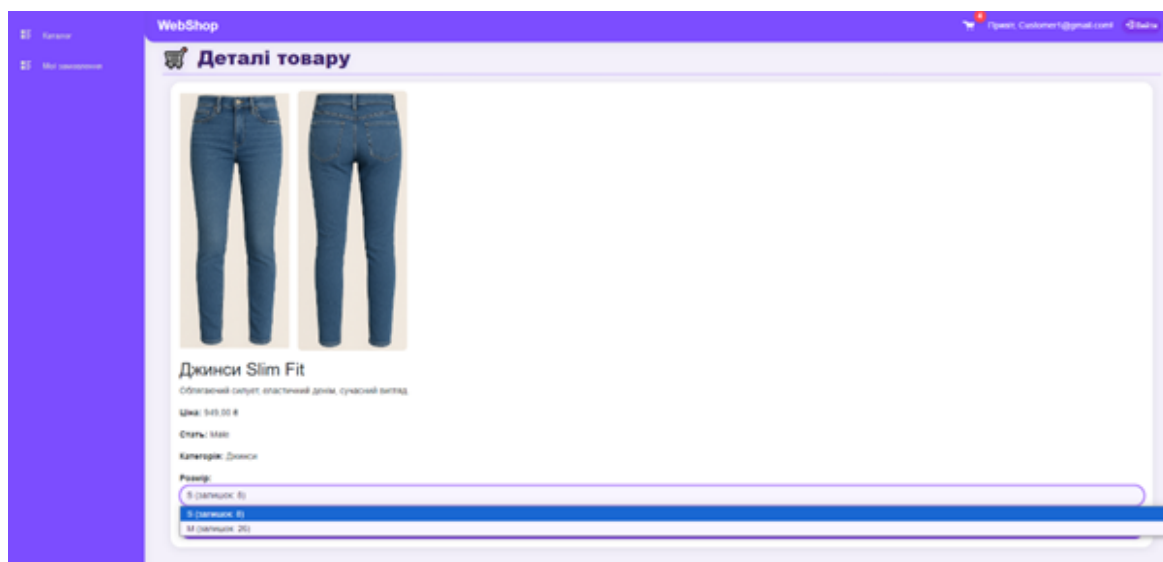 WebShop
Привіт, Customer1@gmail.com!
Вийти
Каталог
Мої замовлення
Деталі товару
Джинси Slim Fit
Облягаючий силует, еластичний денім, сучасний вигляд.
Ціна: 949,00 ₴
Стать: Male
Категорія: Джинси
Розмір:
S (залишок: 8)
S (залишок: 8)
M (залишок: 20)